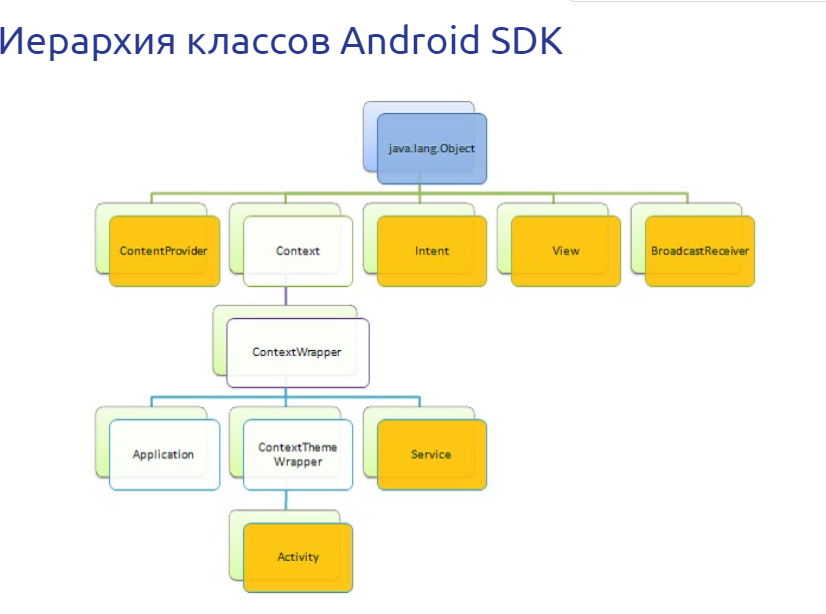 Иерархия классов Android SDK
java.lang.Object
ContentProvider
Context
Intent
View
BroadcastReceiver
ContextWrapper
Application
ContextTheme
Wrapper
Service
Activity